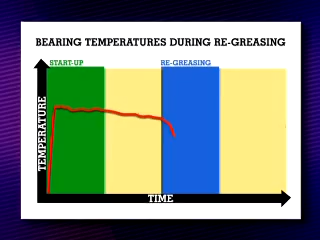 BEARING TEMPERATURES DURING RE-GREASING
START-UP
RE-GREASING
TEMPERATURE
TIME